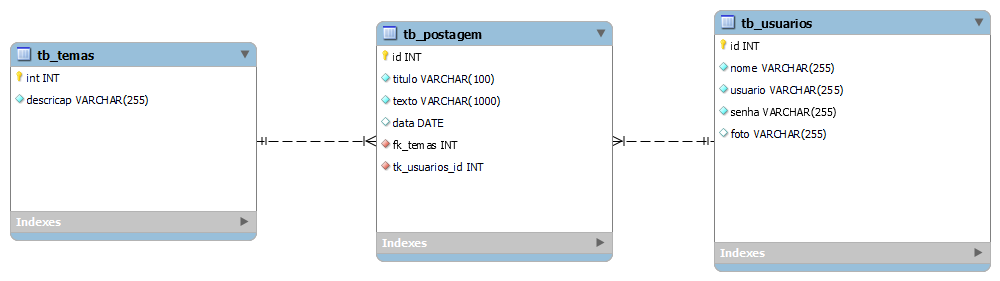 tb_temas
int INT
descricap VARCHAR(255)
Indexes
tb_postagem
id INT
titulo VARCHAR(100)
texto VARCHAR(1000)
data DATE
fk_temas INT
tk_usuarios_id INT
Indexes
tb_usuarios
id INT
nome VARCHAR(255)
usuario VARCHAR(255)
senha VARCHAR(255)
foto VARCHAR(255)
Indexes